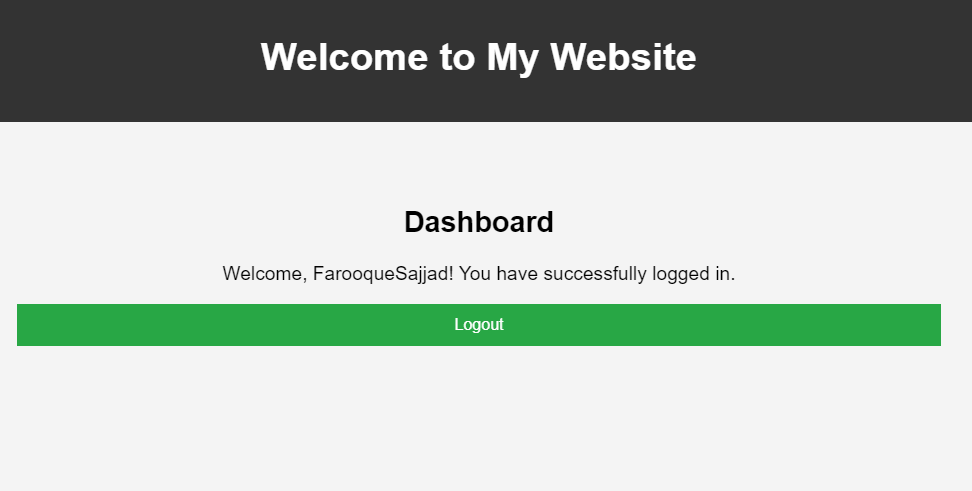 Welcome to My Website
Dashboard
Welcome, FarooqueSajjad! You have successfully logged in.
Logout